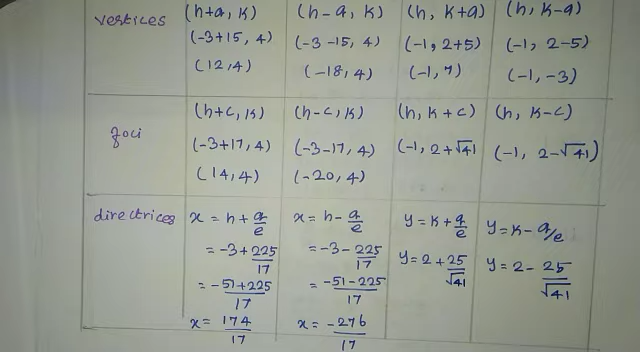 vertices (h+a, k) (h-a, k) (h, k+a) (h, k-a)
(-3+15, 4) (-3-15, 4) (-1, 2+5) (-1, 2-5)
(12,4) (-18,4) (-1, 7) (-1, -3)
foci (h+c, k) (h-c, k) (h, k+c) (h, k-c)
(-3+17, 4) (-3-17, 4) (-1, 2+√41 (-1, 2-√41)
(14,4) (-20,4)
directrices x = h + a/e x = h - a/e y = k + a/e y = k - a/e
= -3 + 225/17 = -3 - 225/17 y = 2 + 25/√41 y = 2 - 25/√41
= -51+225/17 = -51-225/17
x = 174/17 x = -276/17